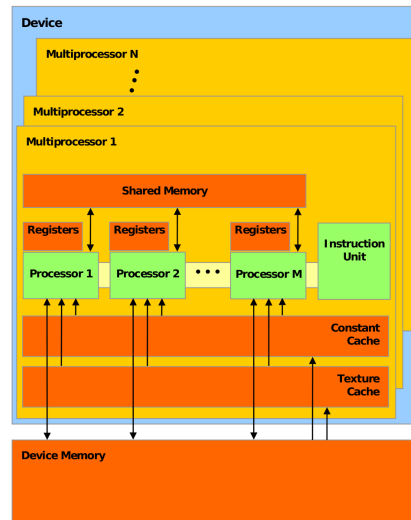 Device
Multiprocessor N
Multiprocessor 2
Multiprocessor 1
Shared Memory
Registers Registers Registers
Instruction
Unit
Processor 1 Processor 2 Processor M
Constant
Cache
Texture
Cache
Device Memory